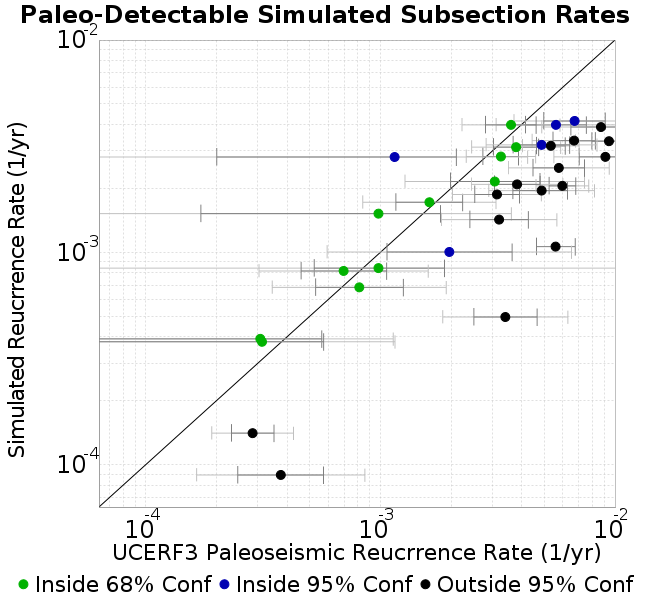 Paleo-Detectable Simulated Subsection Rates
10-2
10-3
10-4
Simulated Reucrrence Rate (1/yr)
10-4 10-3 10-2
UCERF3 Paleoseismic Reucrrence Rate (1/yr)
Inside 68% Conf Inside 95% Conf Outside 95% Conf